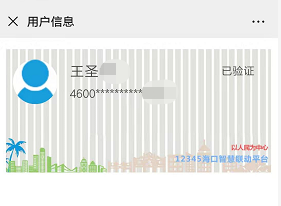 用户信息
王圣
已验证
4600**********
以人民为中心
12345海口智慧联动平台